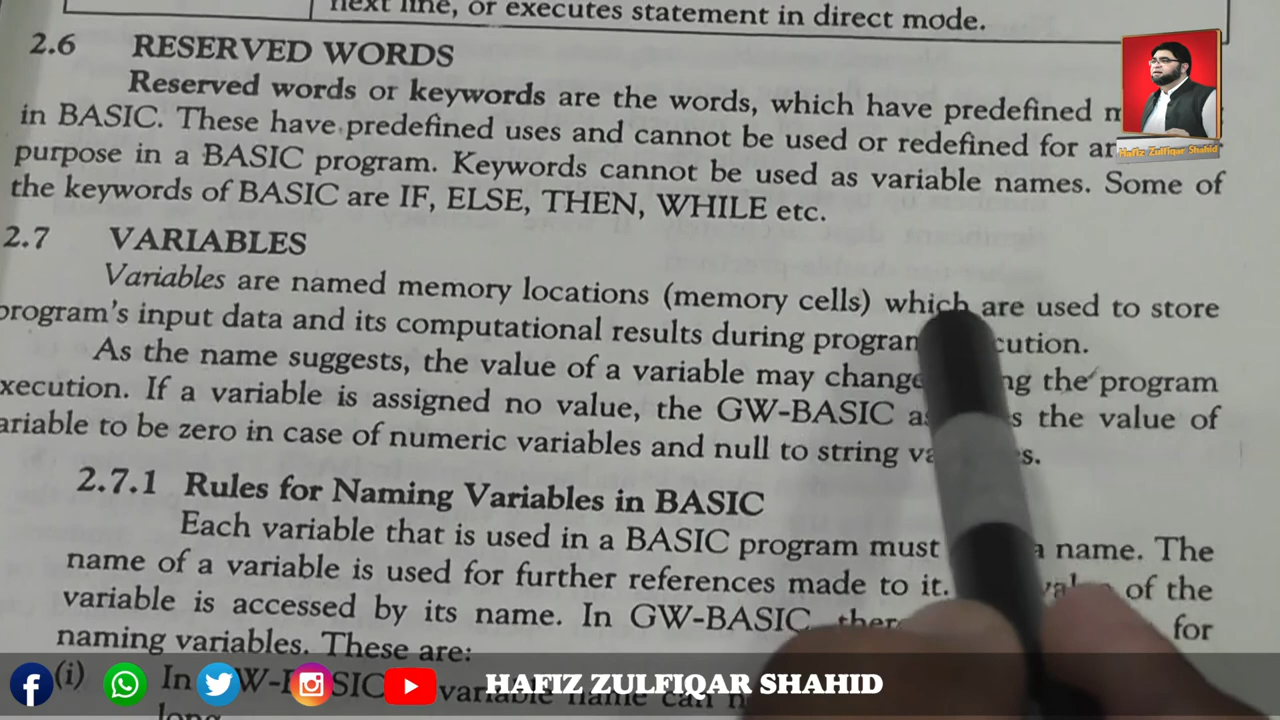 next line, or executes statement in direct mode.
2.6 RESERVED WORDS
Reserved words or keywords are the words, which have predefined
in BASIC. These have predefined uses and cannot be used or redefined for
purpose in a BASIC program. Keywords cannot be used as variable names. Some of
the keywords of BASIC are IF, ELSE, THEN, WHILE etc.
2.7 VARIABLES
Variables are named memory locations (memory cells) which are used to store
program's input data and its computational results during
As the name suggests, the value of a variable may change the program
If a variable is assigned no value, the GW-BASIC the value of
variable to be zero in case of numeric variables and null to string
2.7.1 Rules for Naming Variables in BASIC
Each variable that is used in a BASIC program must a name. The
name of a variable is used for further references made to it. of the
variable is accessed by its name. In GW-BASIC, for
naming variables. These are:
(i) In variable name can
long
Hafiz Zulfiqar Shahid
HAFIZ ZULFIQAR SHAHID